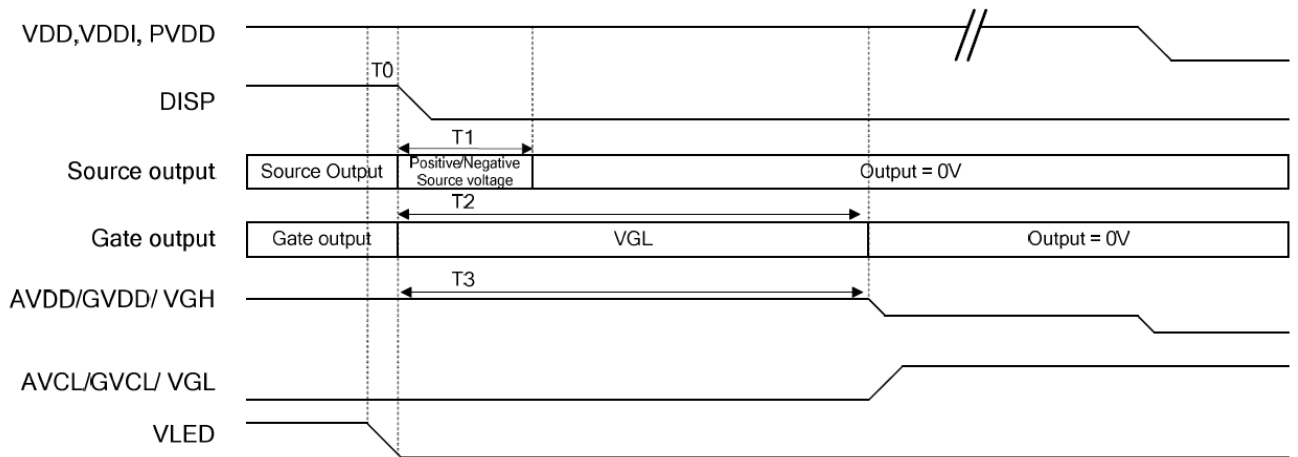 VDD,VDDI, PVDD
T0
DISP
T1
Source output
Source Output
Positive/Negative
Source voltage
Output = 0V
T2
Gate output
Gate output
VGL
Output = 0V
T3
AVDD/GVDD/ VGH
AVCL/GVCL/ VGL
VLED